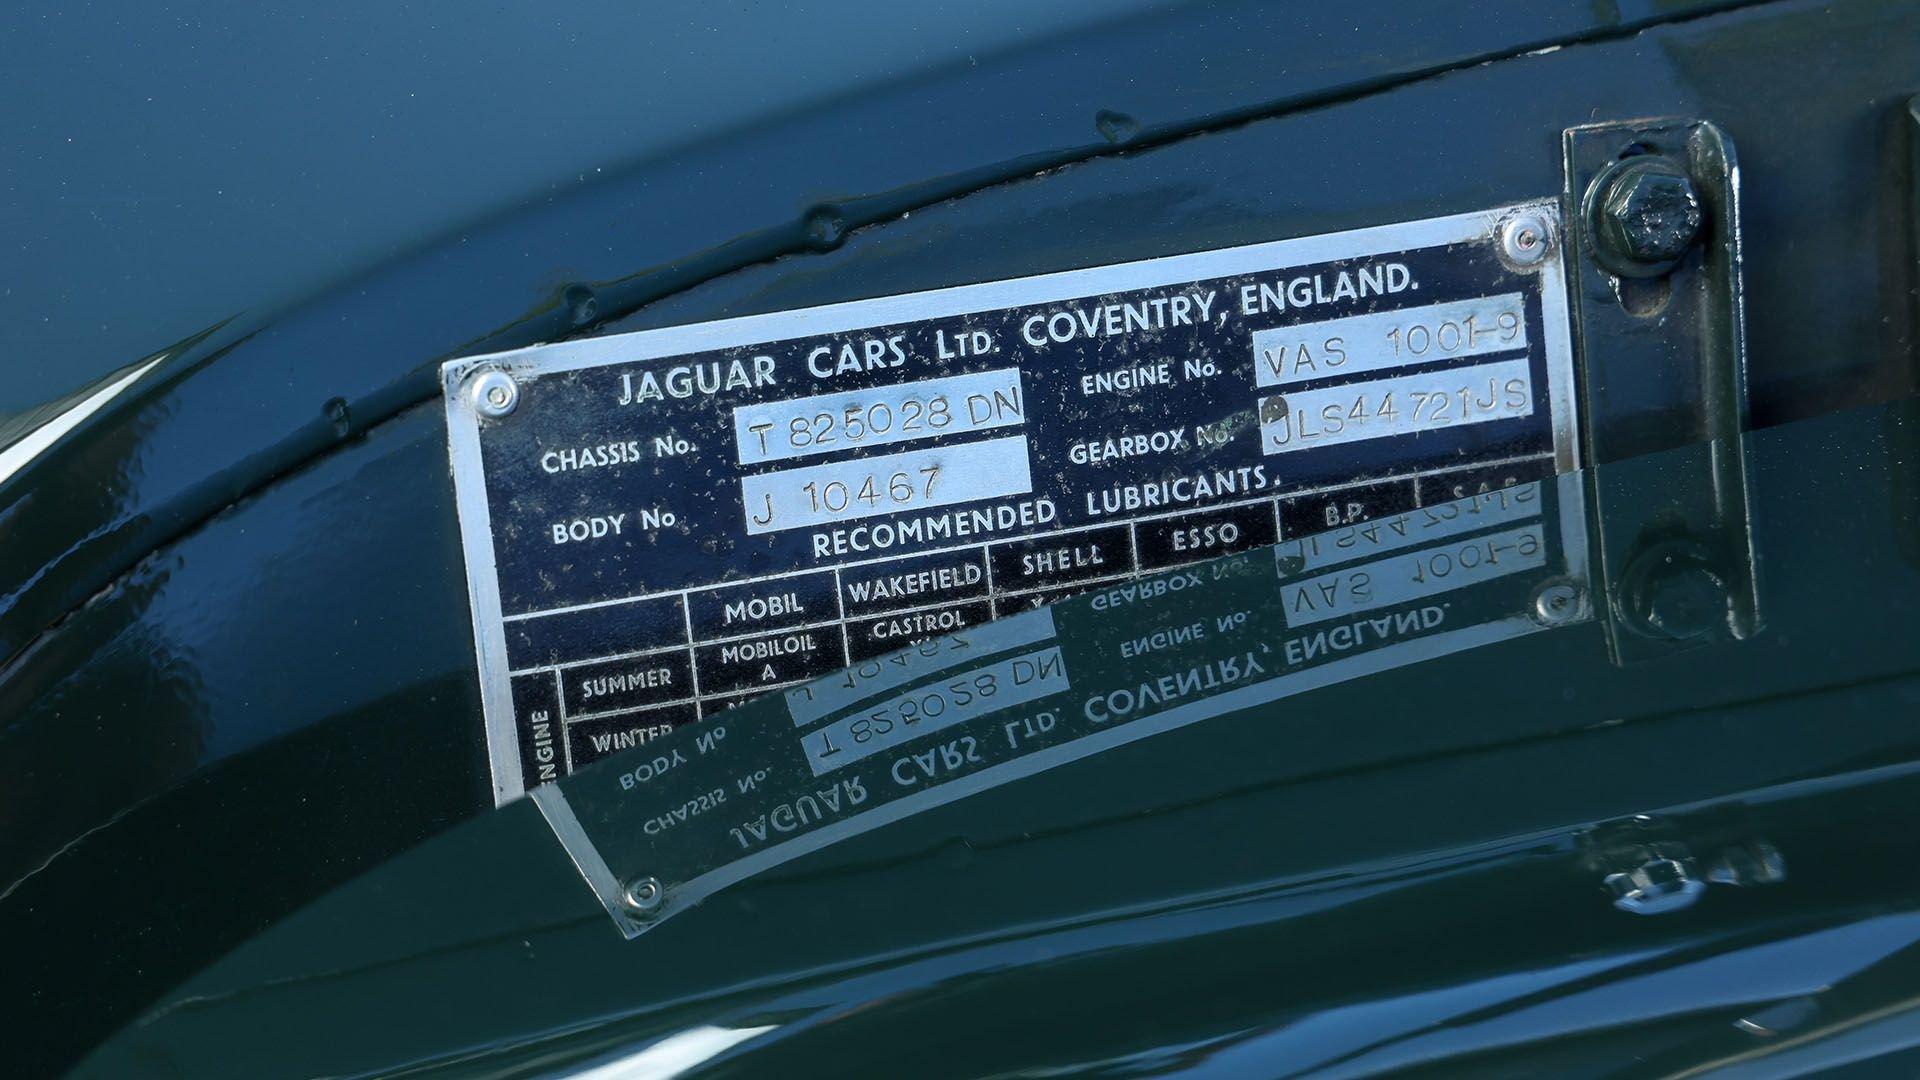 JAGUAR CARS LTD. COVENTRY, ENGLAND.
CHASSIS No. T 825028 DN ENGINE No. VAS 1001-9
BODY No J 10467 GEARBOX No. JLS44721JS
RECOMMENDED LUBRICANTS.
MOBIL WAKEFIELD SHELL ESSO B.P.
ENGINE SUMMER MOBILOIL A CASTROL
WINTER